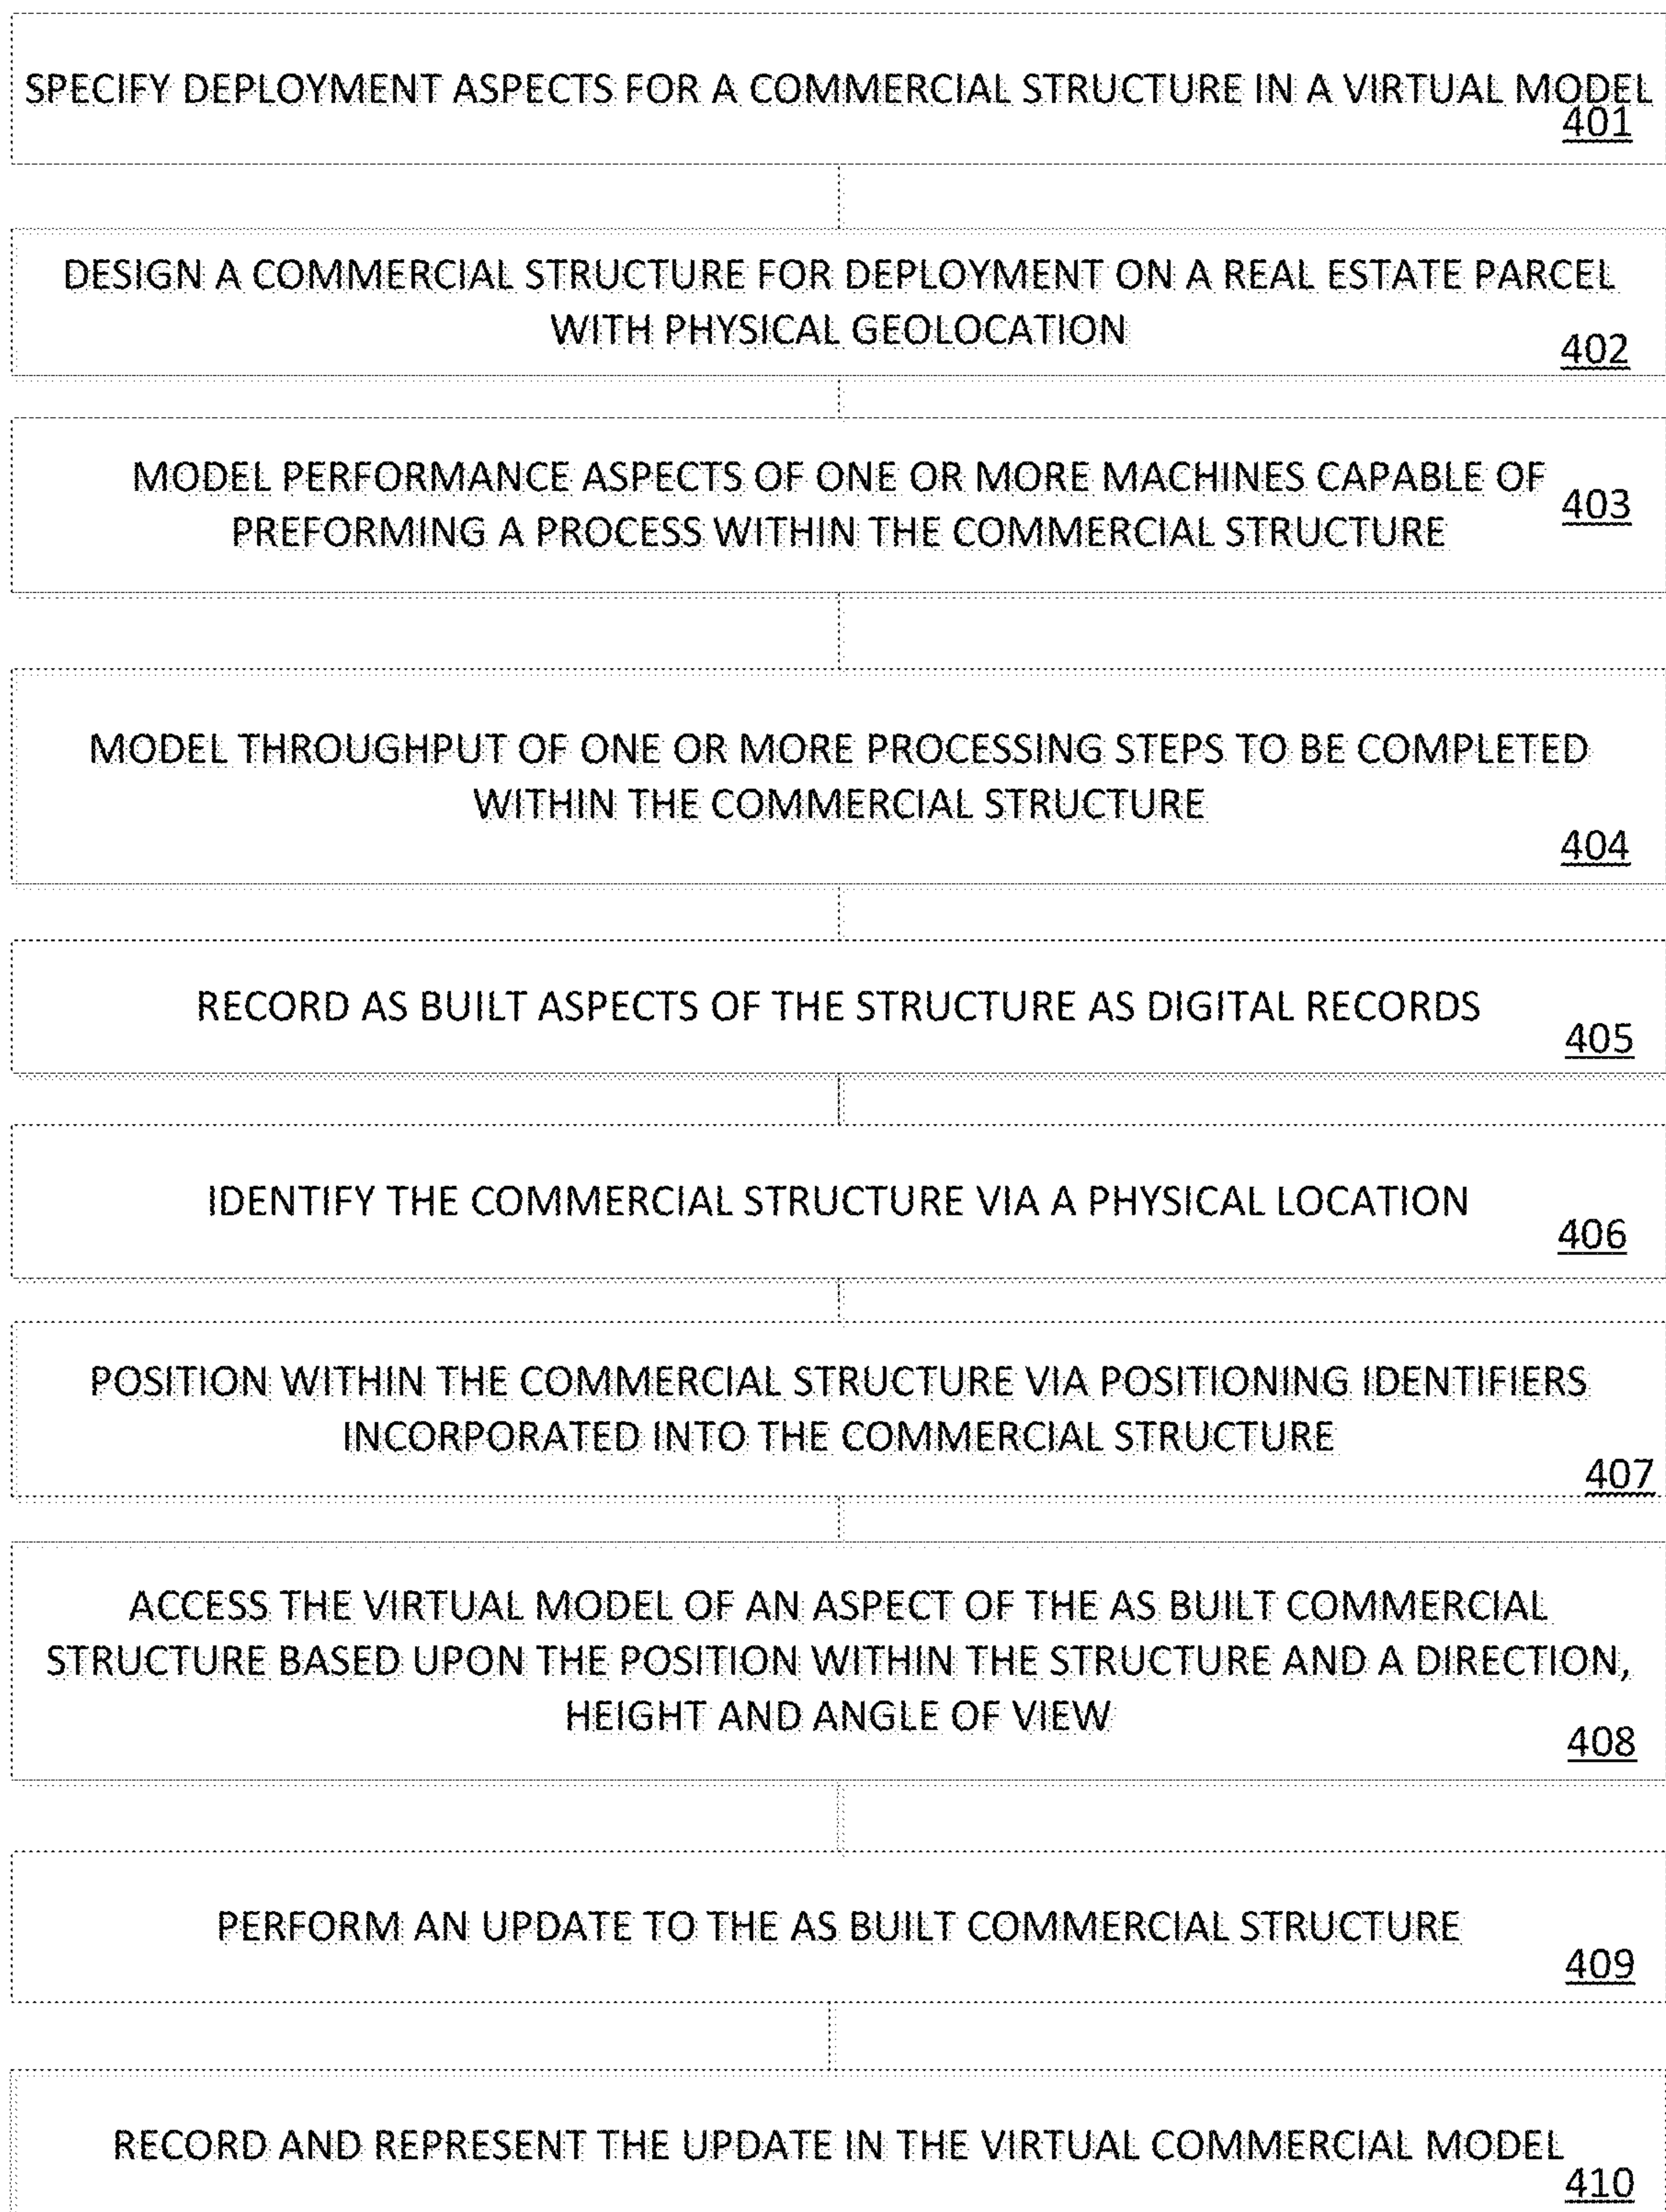 SPECIFY DEPLOYMENT ASPECTS FOR A COMMERCIAL STRUCTURE IN A VIRTUAL MODEL
401
DESIGN A COMMERCIAL STRUCTURE FOR DEPLOYMENT ON A REAL ESTATE PARCEL
WITH PHYSICAL GEOLOCATION
402
MODEL PERFORMANCE ASPECTS OF ONE OR MORE MACHINES CAPABLE OF
403
PREFORMING A PROCESS WITHIN THE COMMERCIAL STRUCTURE
MODEL THROUGHPUT OF ONE OR MORE PROCESSING STEPS TO BE COMPLETED
WITHIN THE COMMERCIAL STRUCTURE
404
RECORD AS BUILT ASPECTS OF THE STRUCTURE AS DIGITAL RECORDS
405
IDENTIFY THE COMMERCIAL STRUCTURE VIA A PHYSICAL LOCATION
406
POSITION WITHIN THE COMMERCIAL STRUCTURE VIA POSITIONING IDENTIFIERS
INCORPORATED INTO THE COMMERCIAL STRUCTURE
407
ACCESS THE VIRTUAL MODEL OF AN ASPECT OF THE AS BUILT COMMERCIAL
STRUCTURE BASED UPON THE POSITION WITHIN THE STRUCTURE AND A DIRECTION,
HEIGHT AND ANGLE OF VIEW
408
PERFORM AN UPDATE TO THE AS BUILT COMMERCIAL STRUCTURE
409
RECORD AND REPRESENT THE UPDATE IN THE VIRTUAL COMMERCIAL MODEL
410